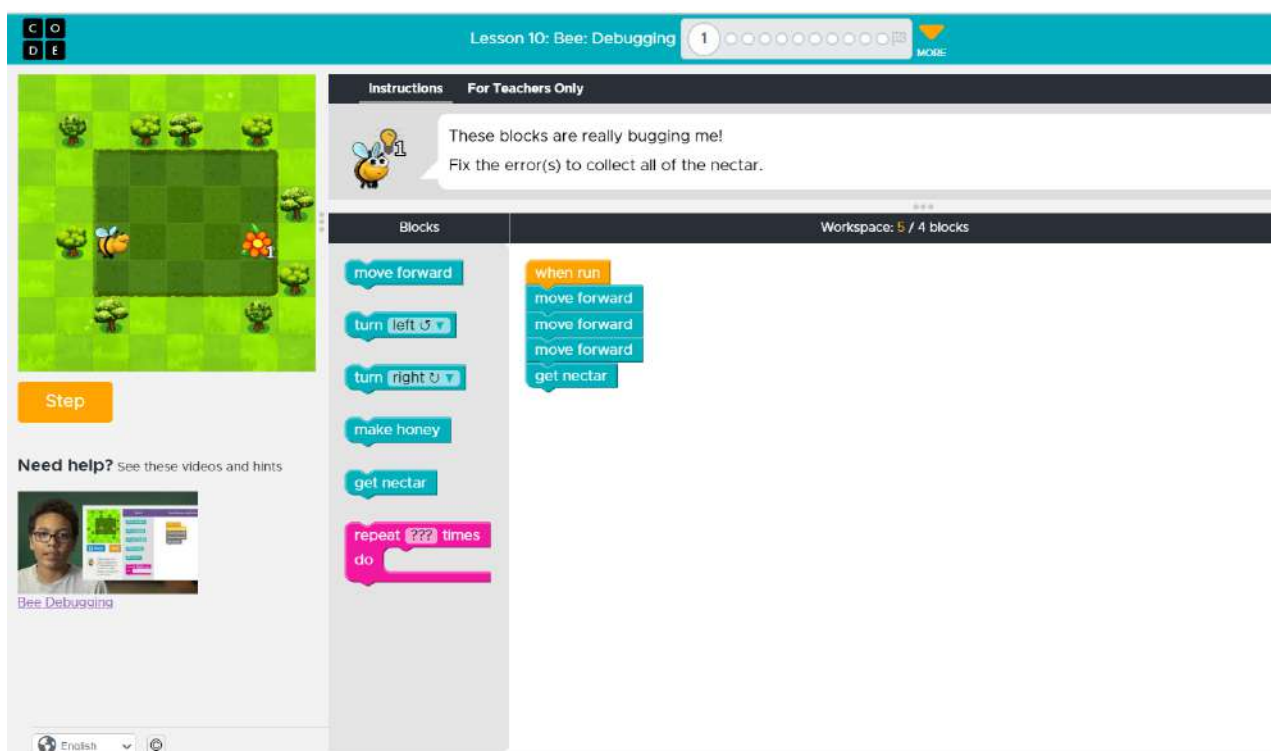 C O
D E
Lesson 10: Bee: Debugging
1
MORE
Instructions For Teachers Only
1
These blocks are really bugging me!
Fix the error(s) to collect all of the nectar.
1
Blocks
Workspace: 5 / 4 blocks
move forward
turn left ↺ ▼
turn right ↻ ▼
make honey
get nectar
repeat ??? times
do
when run
move forward
move forward
move forward
get nectar
Step
Need help? See these videos and hints
Bee Debugging
English
©